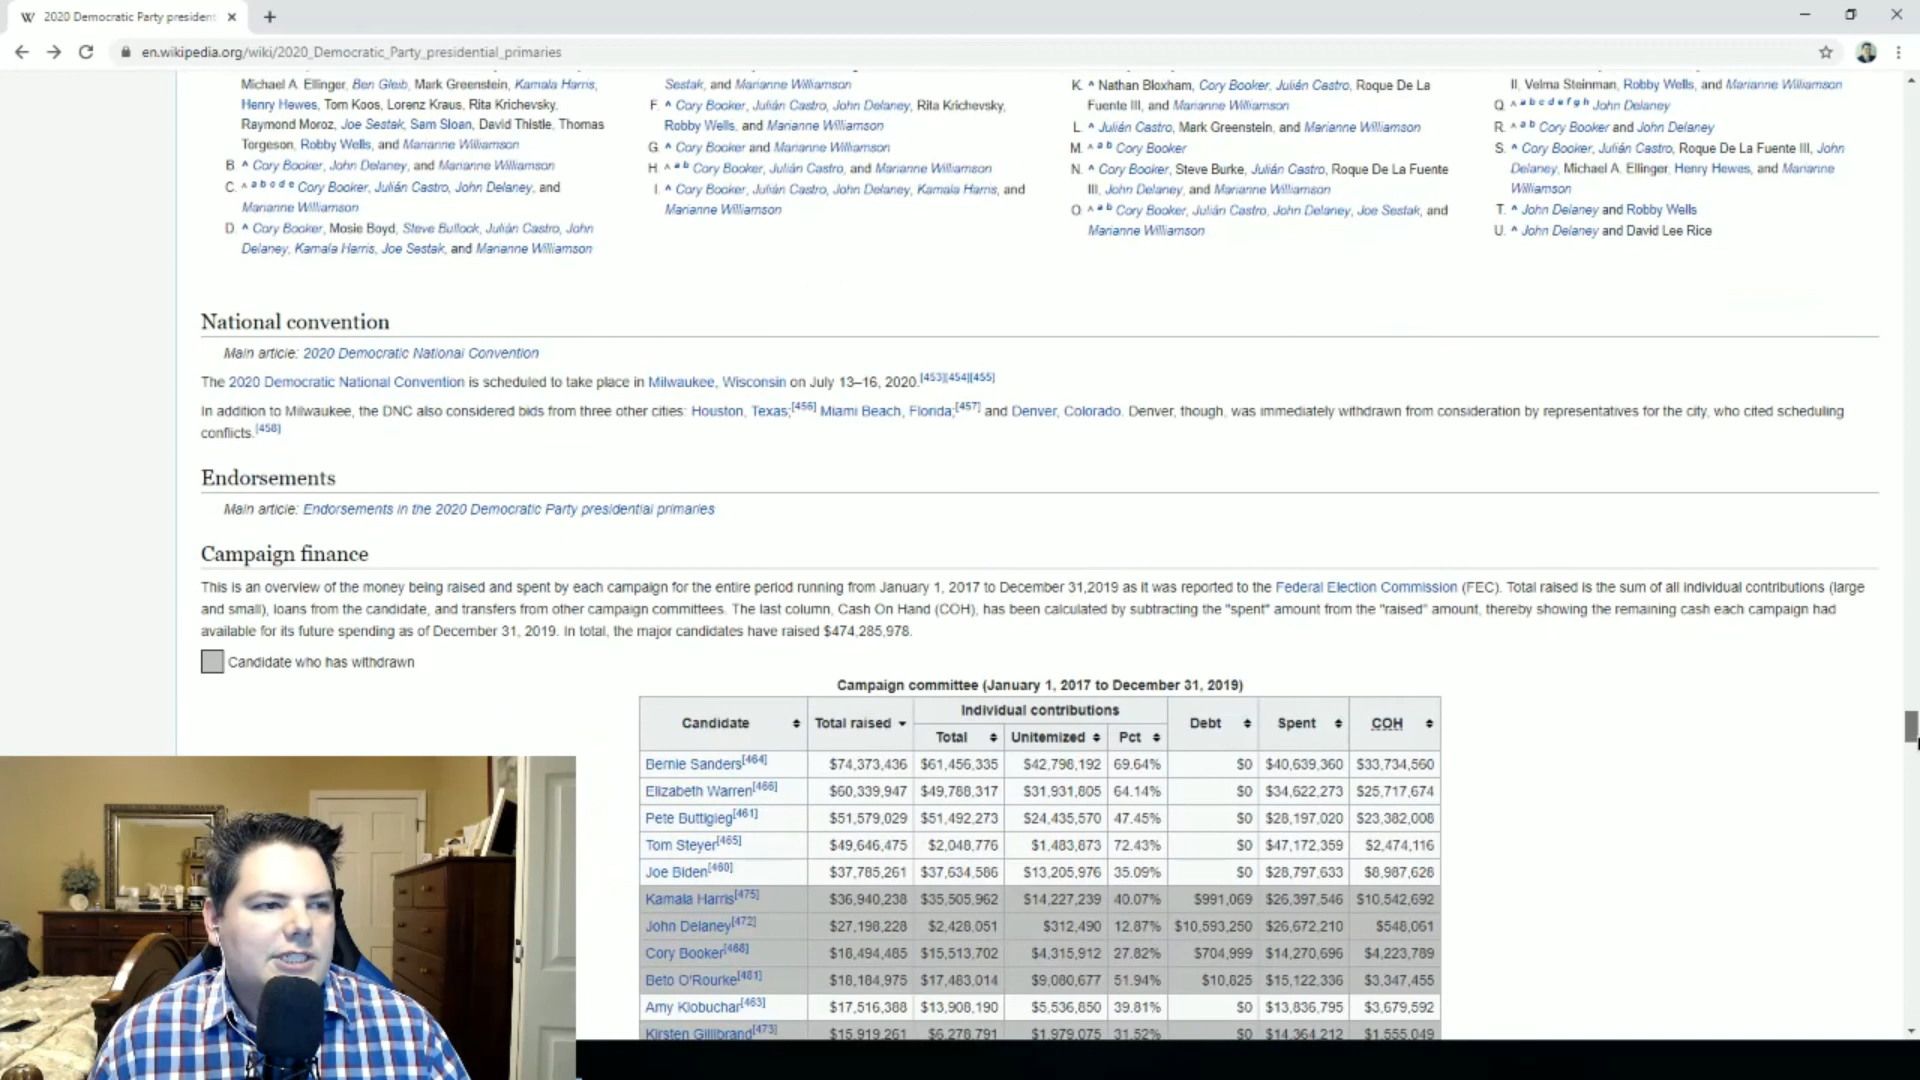 2020 Democratic Party president
en.wikipedia.org/wiki/2020_Democratic_Party_presidential_primaries
Michael A. Ellinger, Ben Gleib, Mark Greenstein, Kamala Harris,
Henry Hewes, Tom Koos, Lorenz Kraus, Rita Krichevsky,
Raymond Moroz, Joe Sestak, Sam Sloan, David Thistle, Thomas
Torgeson, Robby Wells, and Marianne Williamson
B. ^ Cory Booker, John Delaney, and Marianne Williamson
C. ^ a b c d e Cory Booker, Julián Castro, John Delaney, and
Marianne Williamson
D. ^ Cory Booker, Mosie Boyd, Steve Bullock, Julián Castro, John
Delaney, Kamala Harris, Joe Sestak, and Marianne Williamson
Sestak, and Marianne Williamson
F. ^ Cory Booker, Julián Castro, John Delaney, Rita Krichevsky,
Robby Wells, and Marianne Williamson
G. ^ Cory Booker and Marianne Williamson
H. ^ a b Cory Booker, Julián Castro, and Marianne Williamson
I. ^ Cory Booker, Julián Castro, John Delaney, Kamala Harris, and
Marianne Williamson
K. ^ Nathan Bloxham, Cory Booker, Julián Castro, Roque De La
Fuente III, and Marianne Williamson
L. ^ Julián Castro, Mark Greenstein, and Marianne Williamson
M. ^ a b Cory Booker
N. ^ Cory Booker, Steve Burke, Julián Castro, Roque De La Fuente
III, John Delaney, and Marianne Williamson
O. ^ a b Cory Booker, Julián Castro, John Delaney, Joe Sestak, and
Marianne Williamson
II, Velma Steinman, Robby Wells, and Marianne Williamson
Q. ^ a b c d e f g h John Delaney
R. ^ a b Cory Booker and John Delaney
S. ^ Cory Booker, Julián Castro, Roque De La Fuente III, John
Delaney, Michael A. Ellinger, Henry Hewes, and Marianne
Williamson
T. ^ John Delaney and Robby Wells
U. ^ John Delaney and David Lee Rice
National convention
Main article: 2020 Democratic National Convention
The 2020 Democratic National Convention is scheduled to take place in Milwaukee, Wisconsin on July 13–16, 2020.[453][454][455]
In addition to Milwaukee, the DNC also considered bids from three other cities: Houston, Texas;[456] Miami Beach, Florida;[457] and Denver, Colorado. Denver, though, was immediately withdrawn from consideration by representatives for the city, who cited scheduling
conflicts.[458]
Endorsements
Main article: Endorsements in the 2020 Democratic Party presidential primaries
Campaign finance
This is an overview of the money being raised and spent by each campaign for the entire period running from January 1, 2017 to December 31,2019 as it was reported to the Federal Election Commission (FEC). Total raised is the sum of all individual contributions (large
and small), loans from the candidate, and transfers from other campaign committees. The last column, Cash On Hand (COH), has been calculated by subtracting the "spent" amount from the "raised" amount, thereby showing the remaining cash each campaign had
available for its future spending as of December 31, 2019. In total, the major candidates have raised $474,285,978.
Candidate who has withdrawn
Campaign committee (January 1, 2017 to December 31, 2019)
Candidate Total raised Individual contributions Debt Spent COH
Total Unitemized Pct
Bernie Sanders[464] $74,373,436 $61,456,335 $42,798,192 69.64% $0 $40,639,360 $33,734,560
Elizabeth Warren[466] $60,339,947 $49,788,317 $31,931,805 64.14% $0 $34,622,273 $25,717,674
Pete Buttigieg[461] $51,579,029 $51,492,273 $24,435,570 47.45% $0 $28,197,020 $23,382,008
Tom Steyer[465] $49,646,475 $2,048,776 $1,483,873 72.43% $0 $47,172,359 $2,474,116
Joe Biden[460] $37,785,261 $37,634,586 $13,205,976 35.09% $0 $28,797,633 $8,987,628
Kamala Harris[475] $36,940,238 $35,505,962 $14,227,239 40.07% $991,069 $26,397,546 $10,542,692
John Delaney[472] $27,198,228 $2,428,051 $312,490 12.87% $10,593,250 $26,672,210 $548,061
Cory Booker[468] $18,494,485 $15,513,702 $4,315,912 27.82% $704,999 $14,270,696 $4,223,789
Beto O'Rourke[481] $18,184,975 $17,483,014 $9,080,677 51.94% $10,825 $15,122,336 $3,347,455
Amy Klobuchar[463] $17,516,388 $13,908,190 $5,536,850 39.81% $0 $13,836,795 $3,679,592
Kirsten Gillibrand[473] $15,919,261 $6,278,791 $1,979,075 31.52% $0 $14,364,212 $1,555,049